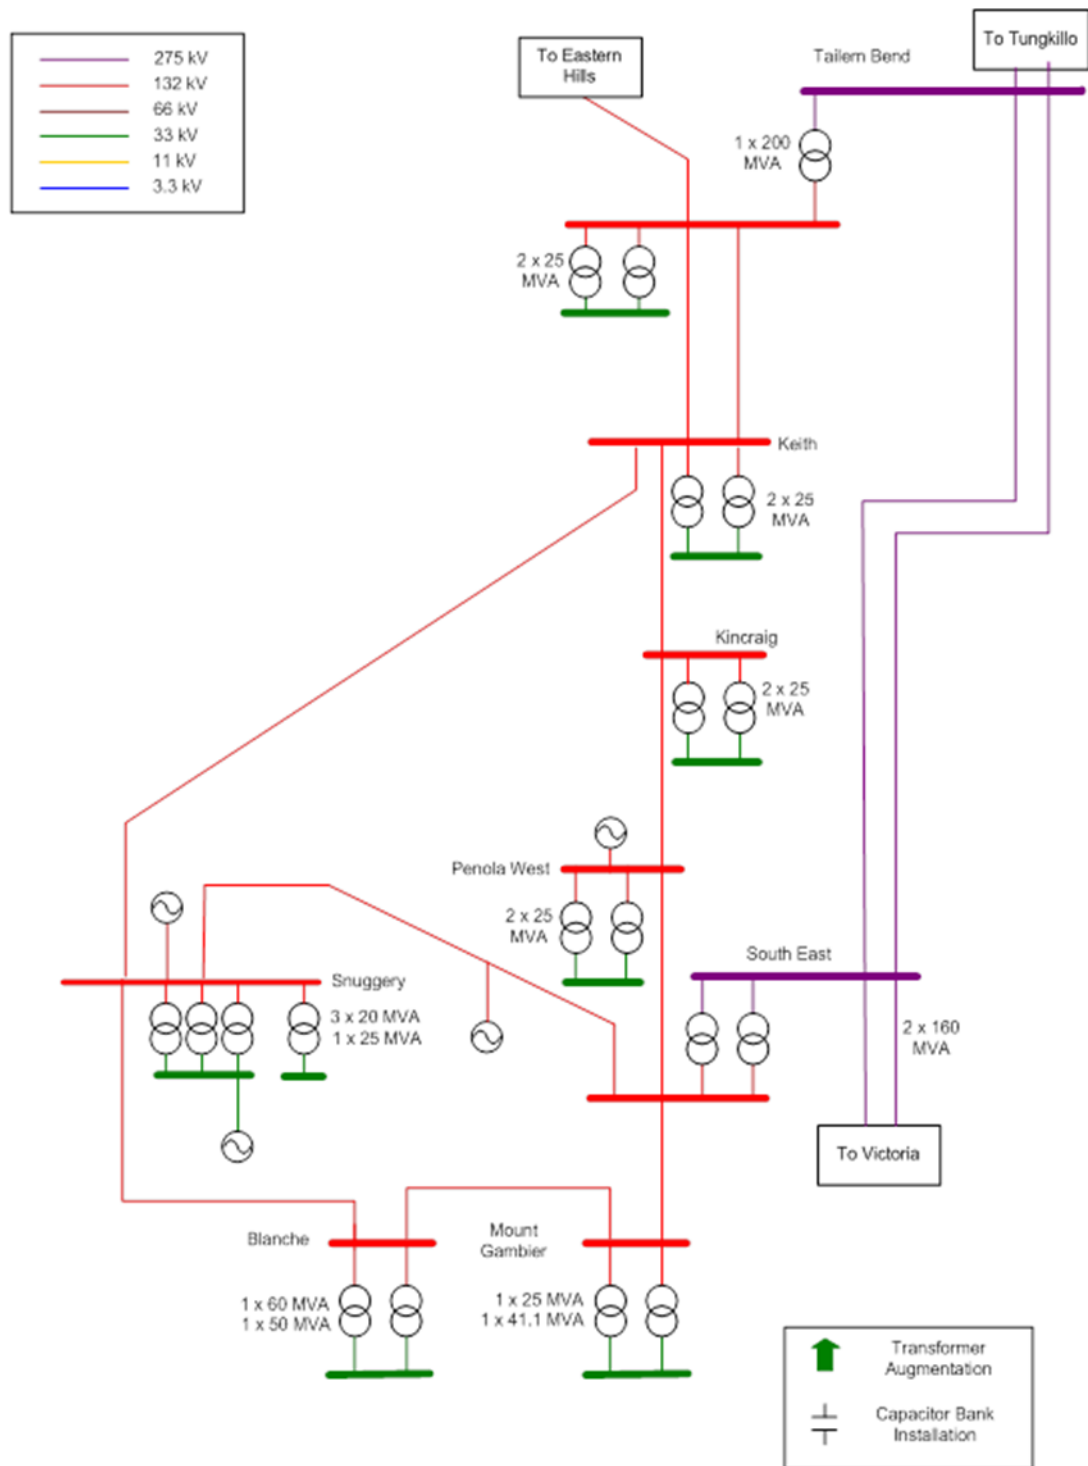 275 kV
132 kV
66 kV
33 kV
11 kV
3.3 kV
To Eastern
Hills
Tailem Bend
To Tungkillo
1 x 200
MVA
2 x 25
MVA
Keith
2 x 25
MVA
Kincraig
2 x 25
MVA
Penola West
2 x 25
MVA
South East
Snuggery
3 x 20 MVA
1 x 25 MVA
2 x 160
MVA
To Victoria
Blanche
Mount
Gambier
1 x 60 MVA
1 x 50 MVA
1 x 25 MVA
1 x 41.1 MVA
Transformer
Augmentation
Capacitor Bank
Installation